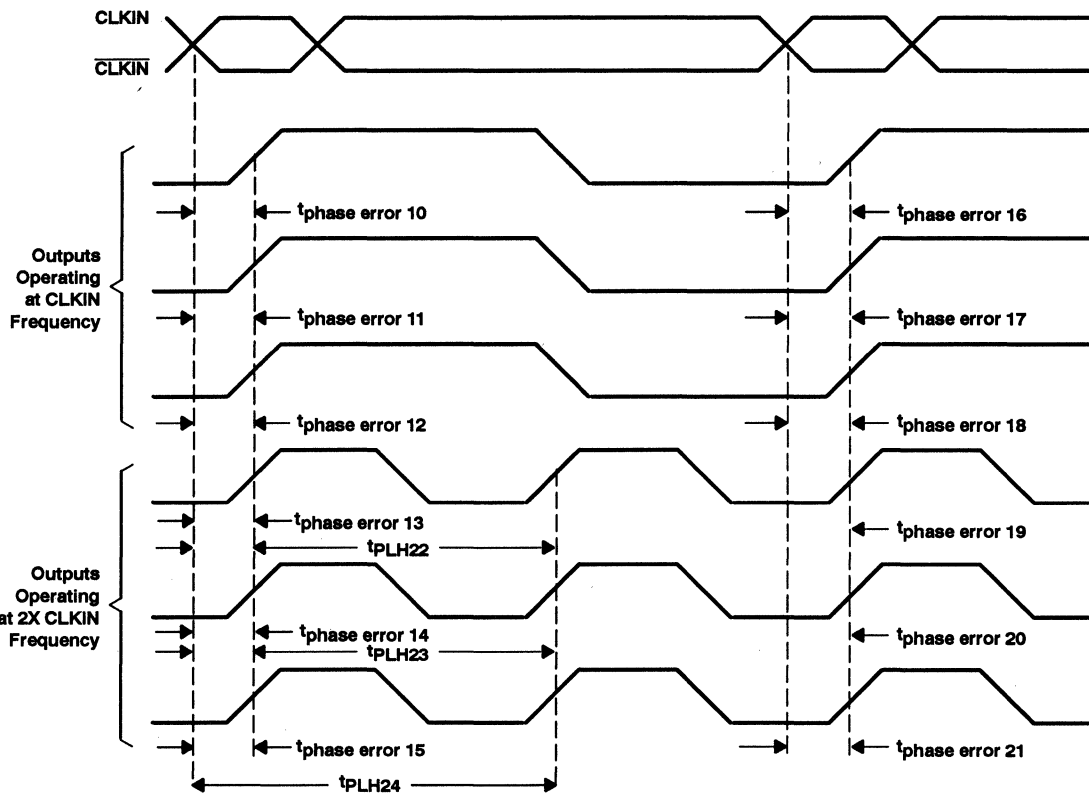 CLKIN
CLKIN
tphase error 10
tphase error 16
Outputs
Operating
at CLKIN
Frequency
tphase error 11
tphase error 17
tphase error 12
tphase error 18
tphase error 13
tphase error 19
tPLH22
Outputs
Operating
at 2X CLKIN
Frequency
tphase error 14
tphase error 20
tPLH23
tphase error 15
tphase error 21
tPLH24